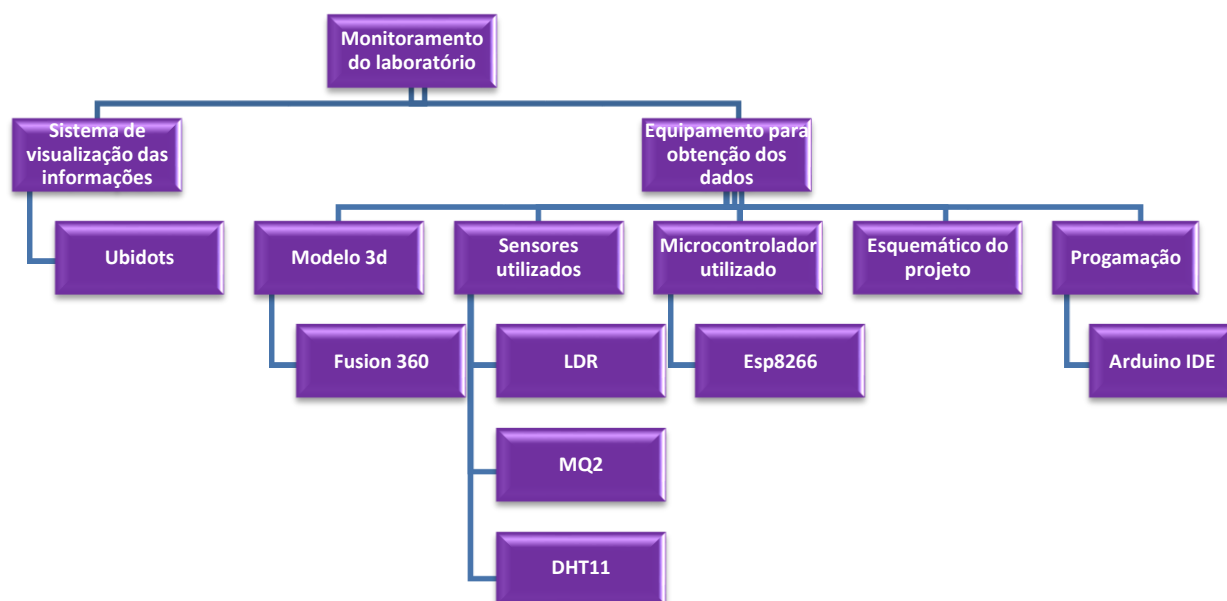 Monitoramento
do laboratório
Sistema de
visualização das
informações
Equipamento para
obtenção dos
dados
Ubidots
Modelo 3d
Sensores
utilizados
Microcontrolador
utilizado
Esquemático do
projeto
Progamação
Fusion 360
LDR
Esp8266
Arduino IDE
MQ2
DHT11